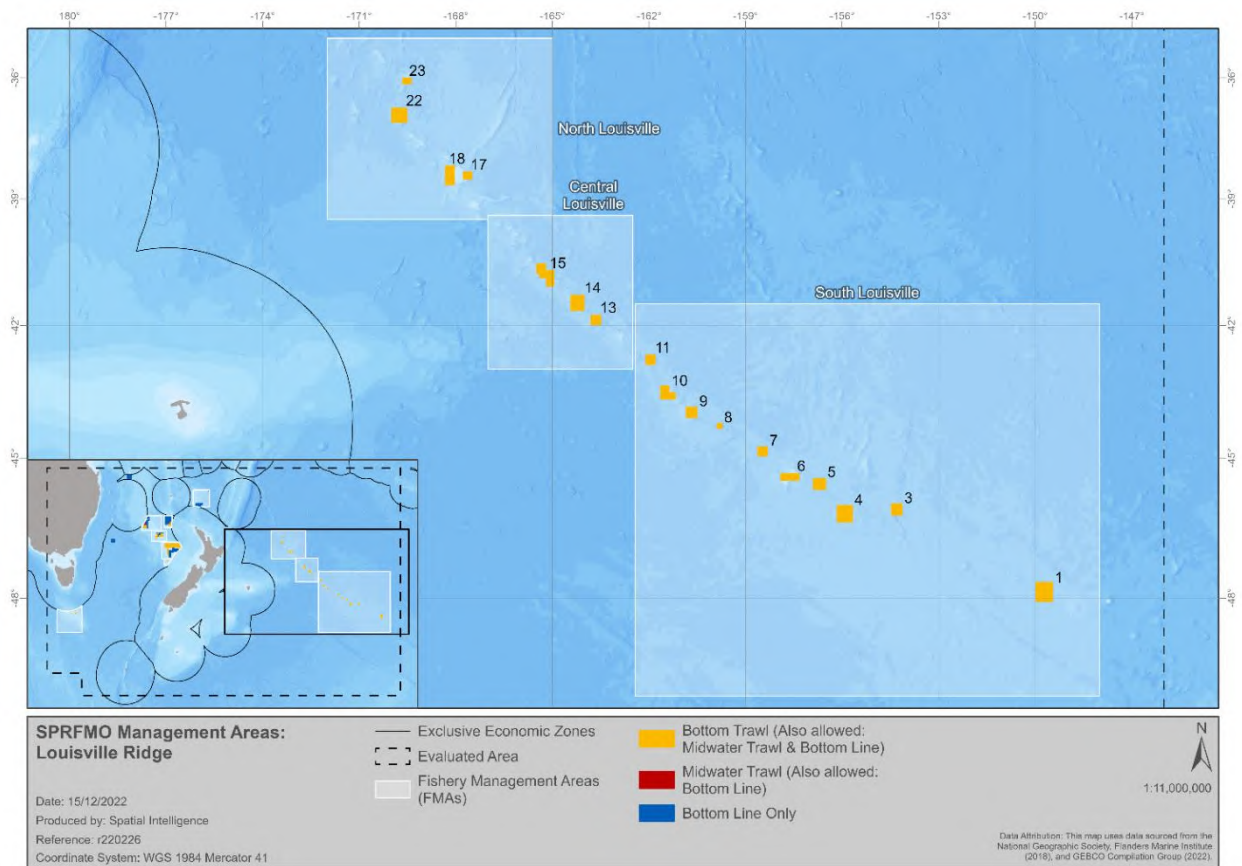 180° -177° -174° -171° -168° -165° -162° -159° -156° -153° -150° -147°
-36° -36°
23
22
North Louisville
18 17
-39° -39°
Central
Louisville
15
14
13
South Louisville
-42° -42°
11
10
9
8
7
-45° -45°
6
5
4
3
1
-48° -48°
SPRFMO Management Areas:
Louisville Ridge
Date: 15/12/2022
Produced by: Spatial Intelligence
Reference: r220226
Coordinate System: WGS 1984 Mercator 41
Exclusive Economic Zones
Evaluated Area
Fishery Management Areas
(FMAs)
Bottom Trawl (Also allowed:
Midwater Trawl & Bottom Line)
Midwater Trawl (Also allowed:
Bottom Line)
Bottom Line Only
N
1:11,000,000
Data Attribution: This map uses data sourced from the
National Geographic Society, Flanders Marine Institute
(2018), and GEBCO Compilation Group (2022).